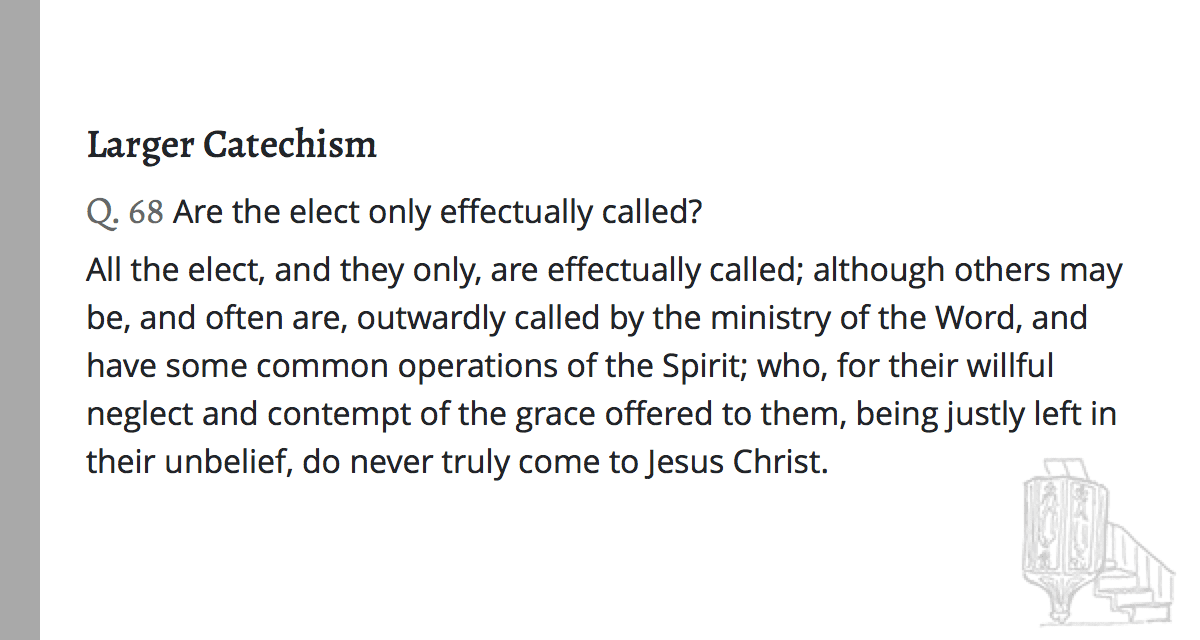 Larger Catechism
Q. 68 Are the elect only effectually called?
All the elect, and they only, are effectually called; although others may
be, and often are, outwardly called by the ministry of the Word, and
have some common operations of the Spirit; who, for their willful
neglect and contempt of the grace offered to them, being justly left in
their unbelief, do never truly come to Jesus Christ.